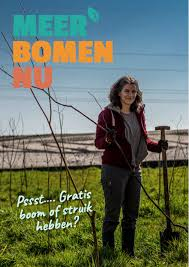 MEER
BOMEN
NU
Pssst.... Gratis
boom of struik
hebben?